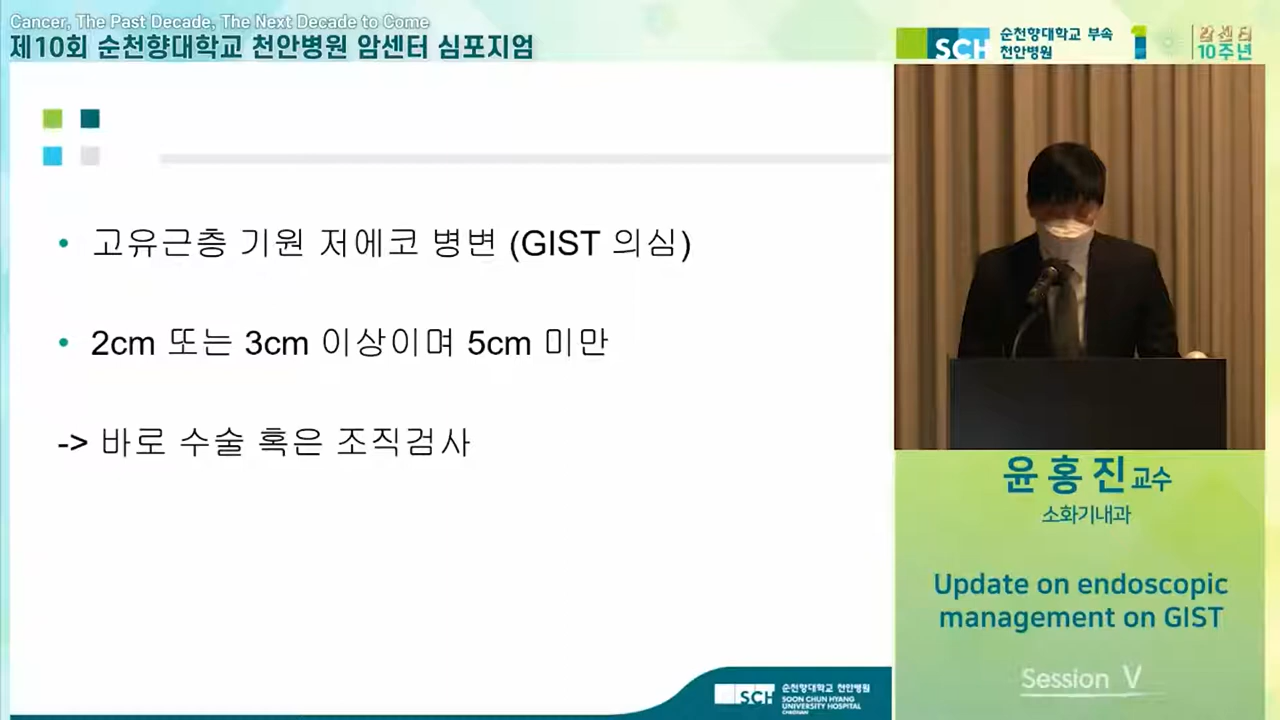 Cancer, The Past Decade, The Next Decade to Come
제10회 순천향대학교 천안병원 암센터 심포지엄
SCH 순천향대학교 부속
천안병원
1
암센터
10주년
• 고유근층 기원 저에코 병변 (GIST 의심)
• 2cm 또는 3cm 이상이며 5cm 미만
-> 바로 수술 혹은 조직검사
윤홍진교수
소화기내과
Update on endoscopic
management on GIST
Session V
SCH 순천향대학교 천안병원
SOON CHUN HYANG
UNIVERSITY HOSPITAL
CHEONAN